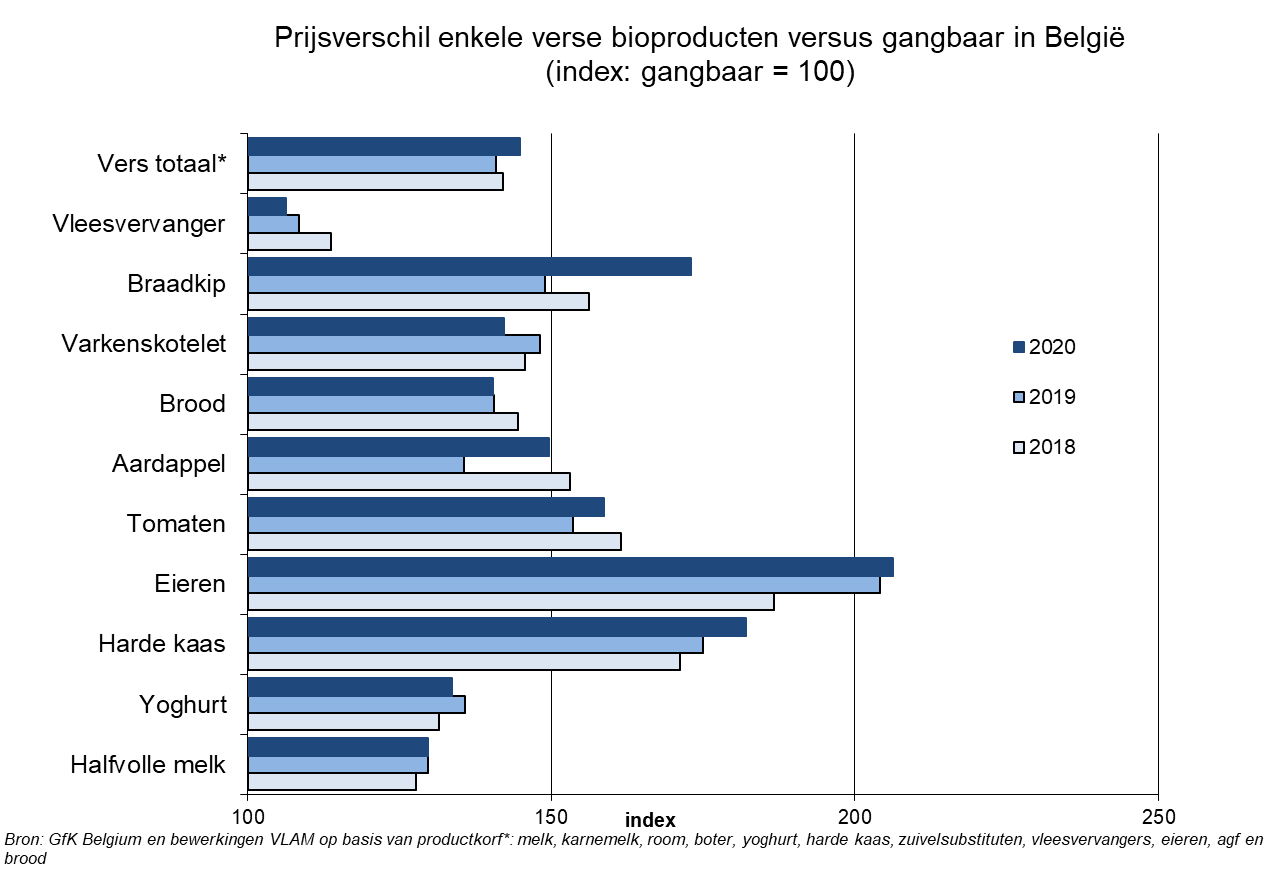 Prijsverschil enkele verse bioproducten versus gangbaar in België
(index: gangbaar = 100)
Vers totaal*
Vleesvervanger
Braadkip
Varkenskotelet
Brood
Aardappel
Tomaten
Eieren
Harde kaas
Yoghurt
Halfvolle melk
2020
2019
2018
100
150
200
250
index
Bron: GfK Belgium en bewerkingen VLAM op basis van productkorf*: melk, karnemelk, room, boter, yoghurt, harde kaas, zuivelsubstituten, vleesvervangers, eieren, agf en
brood